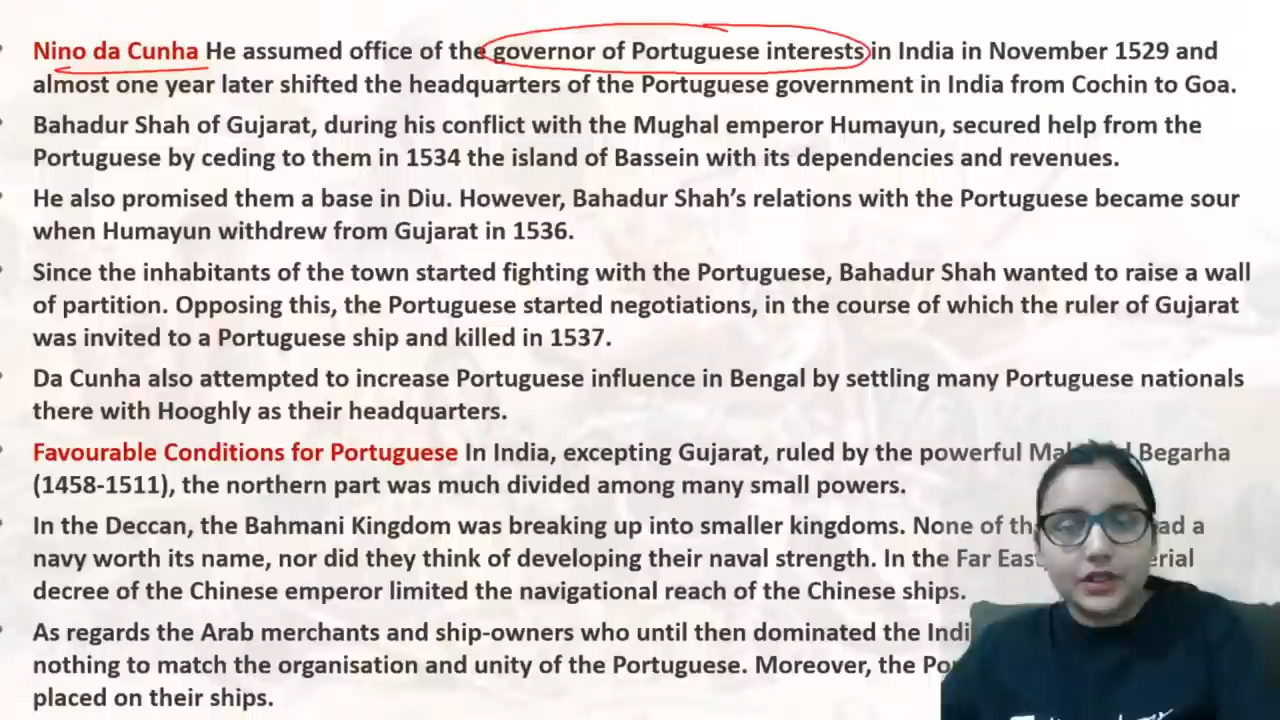 Nino da Cunha He assumed office of the governor of Portuguese interests in India in November 1529 and
almost one year later shifted the headquarters of the Portuguese government in India from Cochin to Goa.
Bahadur Shah of Gujarat, during his conflict with the Mughal emperor Humayun, secured help from the
Portuguese by ceding to them in 1534 the island of Bassein with its dependencies and revenues.
He also promised them a base in Diu. However, Bahadur Shah’s relations with the Portuguese became sour
when Humayun withdrew from Gujarat in 1536.
Since the inhabitants of the town started fighting with the Portuguese, Bahadur Shah wanted to raise a wall
of partition. Opposing this, the Portuguese started negotiations, in the course of which the ruler of Gujarat
was invited to a Portuguese ship and killed in 1537.
Da Cunha also attempted to increase Portuguese influence in Bengal by settling many Portuguese nationals
there with Hooghly as their headquarters.
Favourable Conditions for Portuguese In India, excepting Gujarat, ruled by the powerful Begarha
(1458-1511), the northern part was much divided among many small powers.
In the Deccan, the Bahmani Kingdom was breaking up into smaller kingdoms. None of a
navy worth its name, nor did they think of developing their naval strength. In the Far
decree of the Chinese emperor limited the navigational reach of the Chinese ships.
As regards the Arab merchants and ship-owners who until then dominated the
nothing to match the organisation and unity of the Portuguese. Moreover, the
placed on their ships.